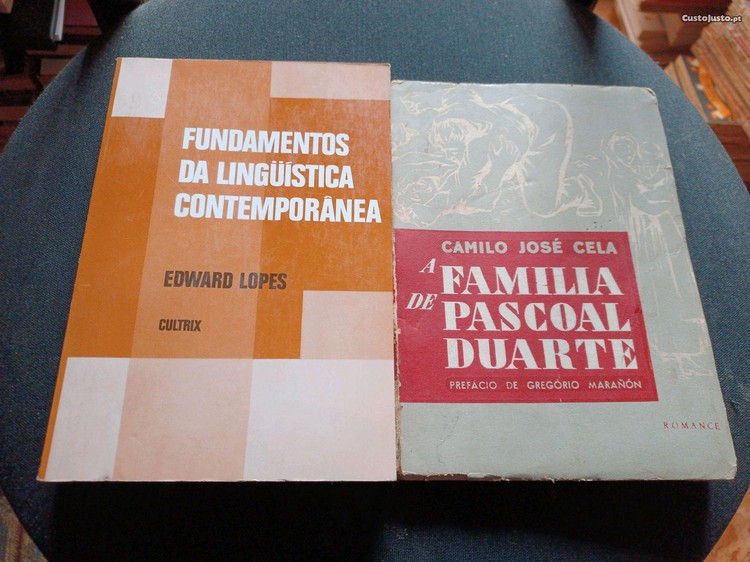 CustoJusto.pt
FUNDAMENTOS
DA LINGÜÍSTICA
CONTEMPORÂNEA
EDWARD LOPES
CULTRIX
CAMILO JOSÉ CELA
A FAMILIA
DE PASCOAL
DUARTE
PREFÁCIO DE GREGÓRIO MARAÑÓN
ROMANCE